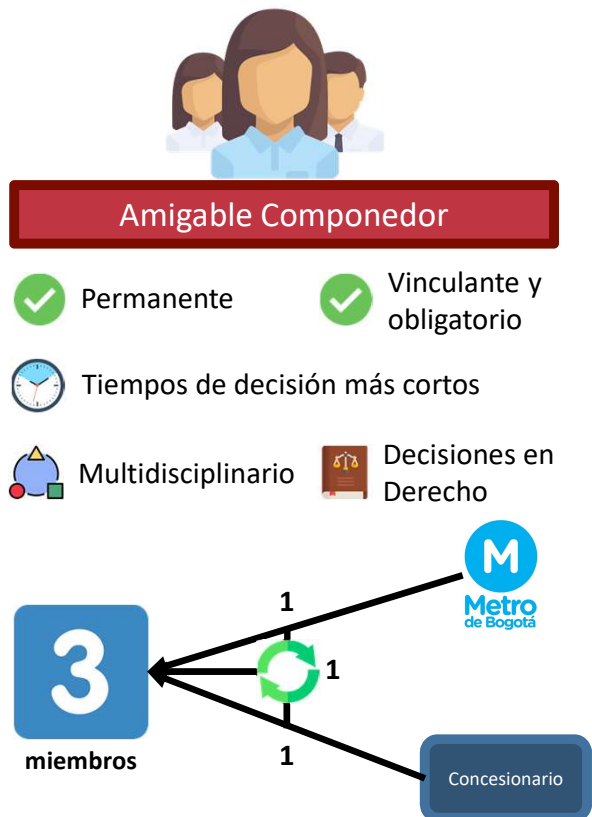 Amigable Componedor
Permanente
Vinculante y
obligatorio
Tiempos de decisión más cortos
Multidisciplinario
Decisiones en
Derecho
M
Metro
de Bogotá
1
3
1
miembros
1
Concesionario